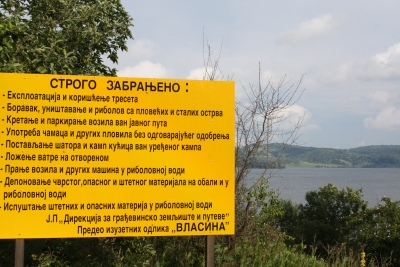 СТРОГО ЗАБРАЊЕНО :
- Експлоатација и коришћење тресета
- Боравак, уништавање и риболов са пловећих и сталих острва
- Кретање и паркирање возила ван јавног пута
- Употреба чамаца и других пловила без одговарајућег одобрења
- Постављање шатора и камп кућица ван уређеног кампа
- Ложење ватре на отвореном
- Прање возила и других машина у риболовној води
- Депоновање чврстог,опасног и штетног материјала на обали и у
риболовној води
- Испуштање штетних и опасних материја у риболовној води
Ј.П „Дирекција за грађевинско земљиште и путеве"
Предео изузетних одлика „ВЛАСИНА"